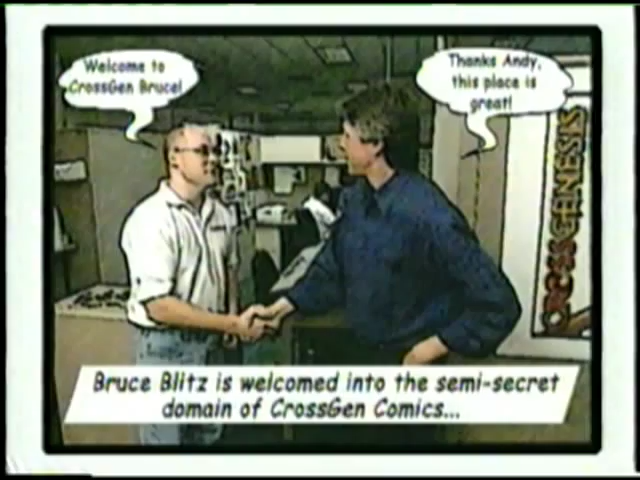 Welcome to
CrossGen Bruce!
Thanks Andy,
this place is
great!
CROSSGENESIS
Bruce Blitz is welcomed into the semi-secret
domain of CrossGen Comics...